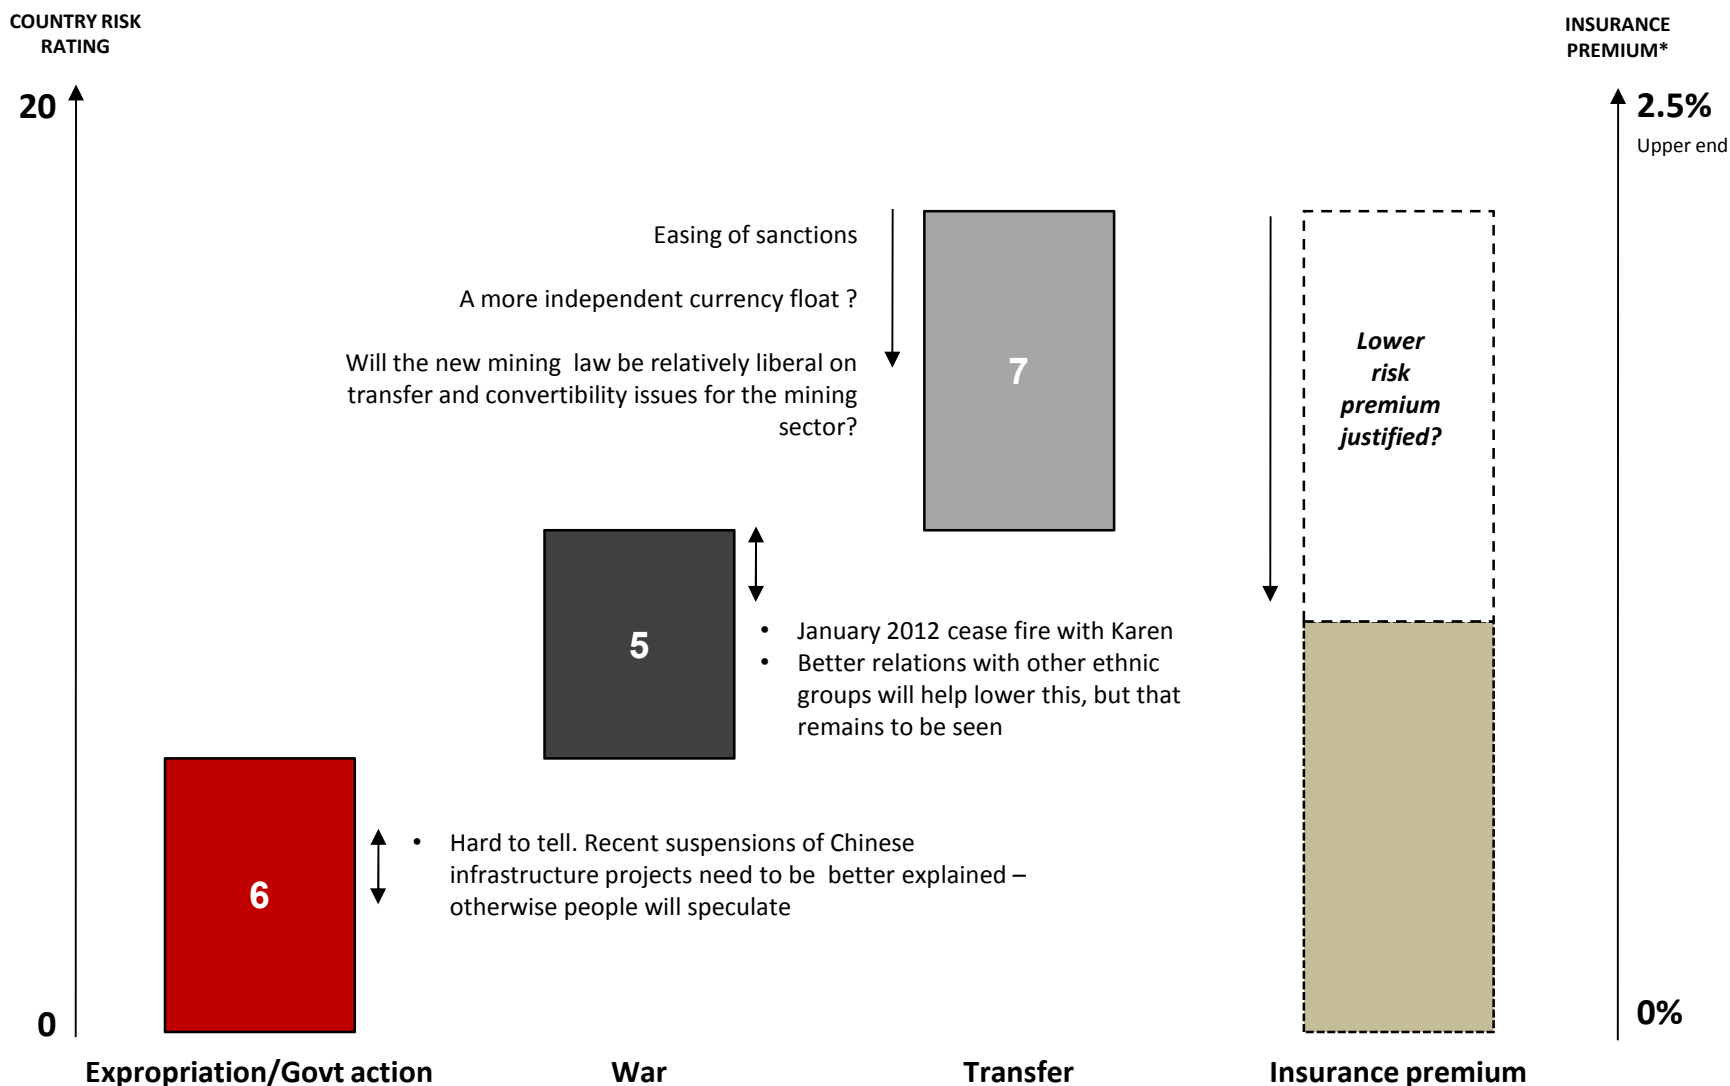 COUNTRY RISK
RATING
INSURANCE
PREMIUM*
20
2.5%
Upper end
Easing of sanctions
A more independent currency float ?
Will the new mining  law be relatively liberal on
transfer and convertibility issues for the mining
sector?
7
Lower
risk
premium
justified?
5
• January 2012 cease fire with Karen
• Better relations with other ethnic
groups will help lower this, but that
remains to be seen
6
• Hard to tell. Recent suspensions of Chinese
infrastructure projects need to be  better explained –
otherwise people will speculate
0
0%
Expropriation/Govt action
War
Transfer
Insurance premium